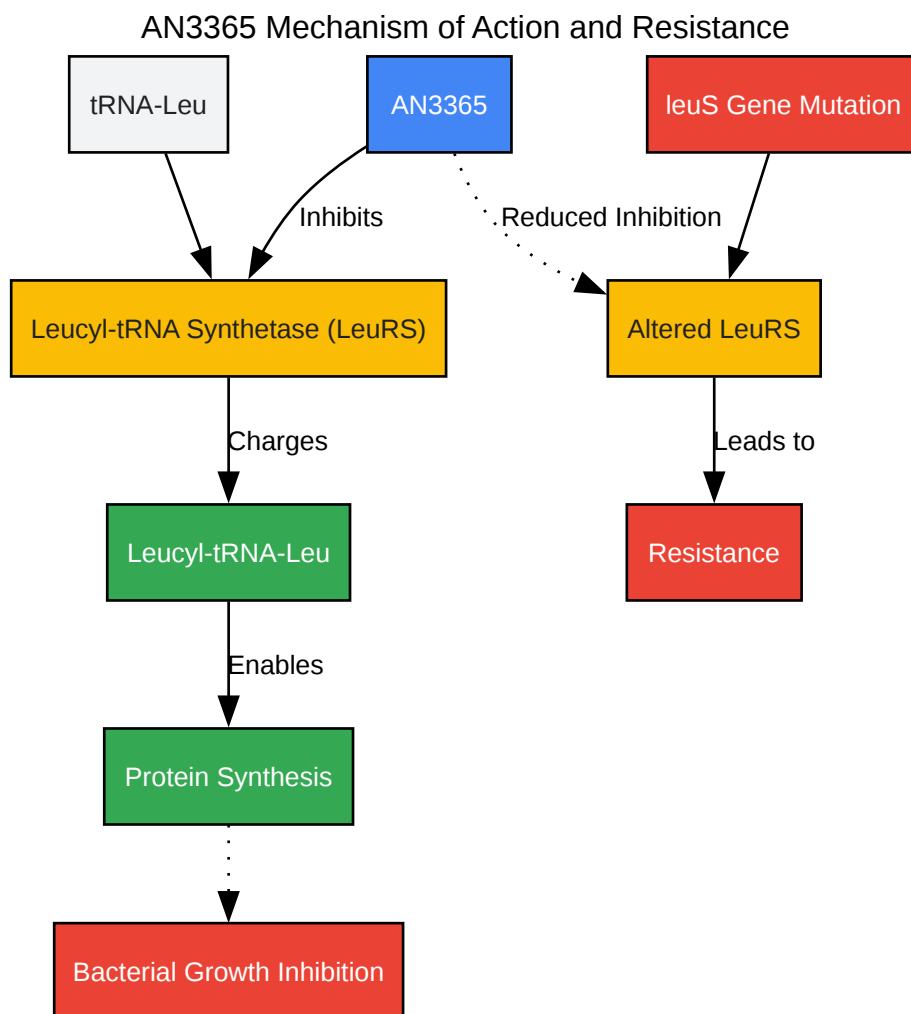 AN3365 Mechanism of Action and Resistance
tRNA-Leu
AN3365
leuS Gene Mutation
Inhibits
Reduced Inhibition
Leucyl-tRNA Synthetase (LeuRS)
Altered LeuRS
Charges
Leads to
Leucyl-tRNA-Leu
Resistance
Enables
Protein Synthesis
Bacterial Growth Inhibition